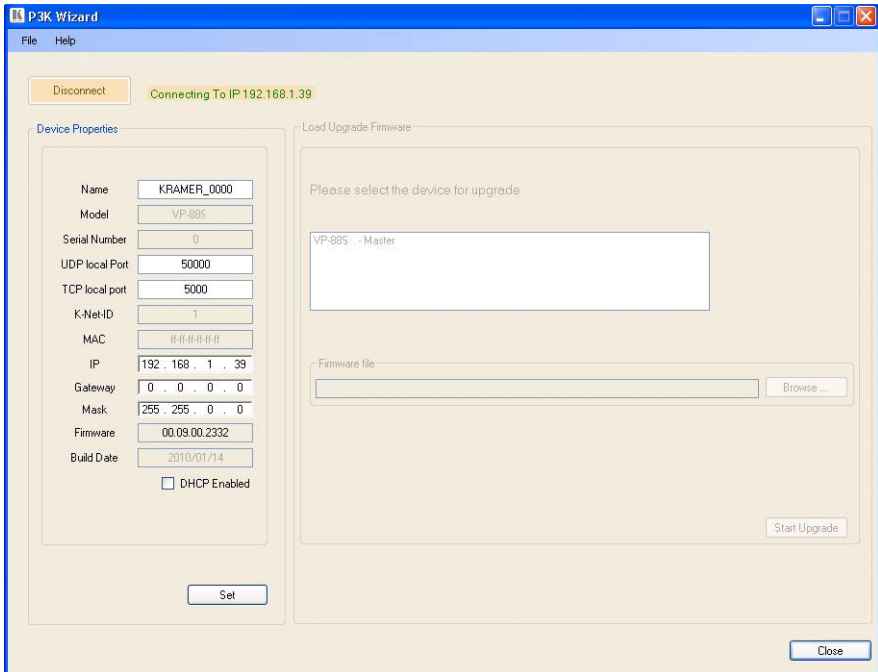 P3K Wizard
File Help
Disconnect
Connecting To IP 192.168.1.39
Device Properties
Name KRAMER_0000
Model VP-88S
Serial Number 0
UDP local Port 50000
TCP local port 5000
K-Net-ID 1
MAC ff-ff-ff-ff-ff-ff
IP 192 . 168 . 1 . 39
Gateway 0 . 0 . 0 . 0
Mask 255 . 255 . 0 . 0
Firmware 00.09.00.2332
Build Date 2010/01/14
DHCP Enabled
Set
Load Upgrade Firmware
Please select the device for upgrade
VP-88S . - Master
Firmware file
Browse ...
Start Upgrade
Close